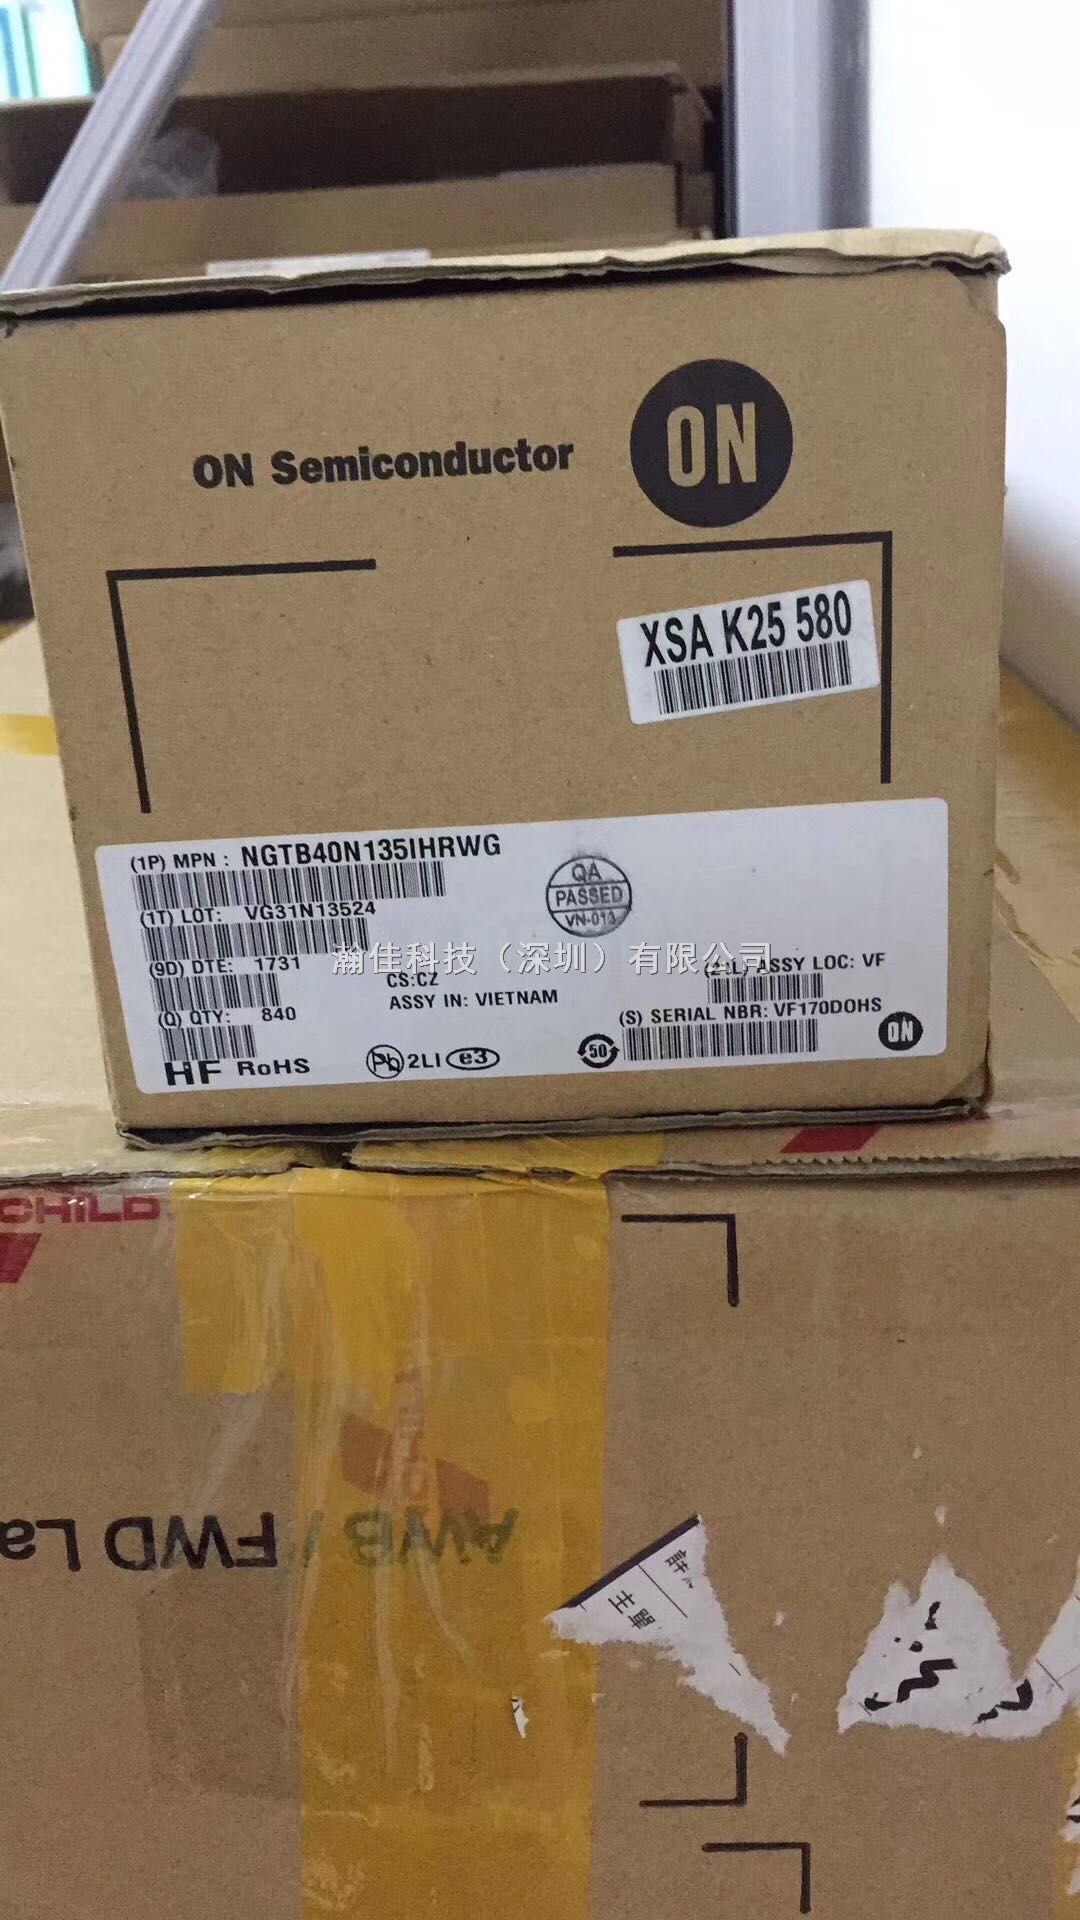 ON Semiconductor
ON
XSA K25 580
(1P) MPN : NGTB40N135IHRWG
(1T) LOT: VG31N13524
QA
PASSED
VN-013
(9D) DTE: 1731
瀚佳科技（深圳）有限公司
CS:CZ
ASSY LOC: VF
ASSY IN: VIETNAM
(Q) QTY: 840
(S) SERIAL NBR: VF170DOHS
ON
HF RoHS
Pb 2LI e3
50
CHILD
AWB / FWD La